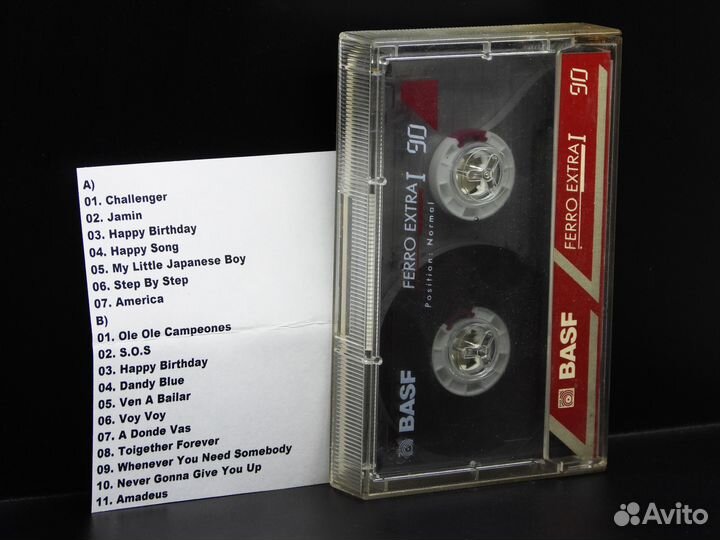 A)
01. Challenger
02. Jamin
03. Happy Birthday
04. Happy Song
05. My Little Japanese Boy
06. Step By Step
07. America
B)
01. Ole Ole Campeones
02. S.O.S
03. Happy Birthday
04. Dandy Blue
05. Ven A Bailar
06. Voy Voy
07. A Donde Vas
08. Toigether Forever
09. Whenever You Need Somebody
10. Never Gonna Give You Up
11. Amadeus
BASF FERRO EXTRA I 90
Position: Normal
BASF FERRO EXTRA I 90
Avito